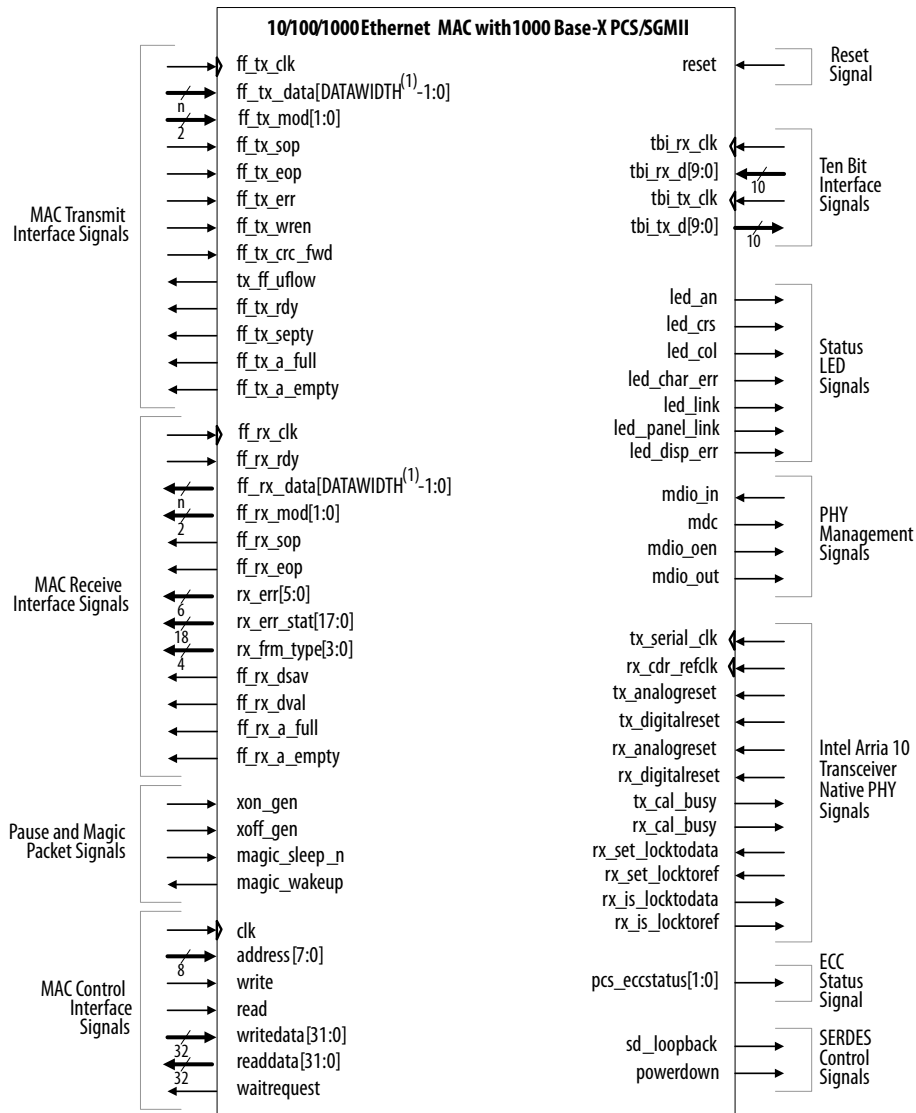 10/100/1000 Ethernet MAC with 1000 Base-X PCS/SGMII
MAC Transmit
Interface Signals
ff_tx_clk
ff_tx_data[DATAWIDTH(1)-1:0]
n
ff_tx_mod[1:0]
2
ff_tx_sop
ff_tx_eop
ff_tx_err
ff_tx_wren
ff_tx_crc_fwd
tx_ff_uflow
ff_tx_rdy
ff_tx_septy
ff_tx_a_full
ff_tx_a_empty
MAC Receive
Interface Signals
ff_rx_clk
ff_rx_rdy
ff_rx_data[DATAWIDTH(1)-1:0]
n
ff_rx_mod[1:0]
2
ff_rx_sop
ff_rx_eop
rx_err[5:0]
6
rx_err_stat[17:0]
18
rx_frm_type[3:0]
4
ff_rx_dsav
ff_rx_dval
ff_rx_a_full
ff_rx_a_empty
Pause and Magic
Packet Signals
xon_gen
xoff_gen
magic_sleep_n
magic_wakeup
MAC Control
Interface
Signals
clk
address[7:0]
8
write
read
writedata[31:0]
32
readdata[31:0]
32
waitrequest
reset
Reset
Signal
tbi_rx_clk
tbi_rx_d[9:0]
10
tbi_tx_clk
tbi_tx_d[9:0]
10
Ten Bit
Interface
Signals
led_an
led_crs
led_col
led_char_err
led_link
led_panel_link
led_disp_err
Status
LED
Signals
mdio_in
mdc
mdio_oen
mdio_out
PHY
Management
Signals
tx_serial_clk
rx_cdr_refclk
tx_analogreset
tx_digitalreset
rx_analogreset
rx_digitalreset
tx_cal_busy
rx_cal_busy
rx_set_locktodata
rx_set_locktoref
rx_is_locktodata
rx_is_locktoref
Intel Arria 10
Transceiver
Native PHY
Signals
pcs_eccstatus[1:0]
ECC
Status
Signal
sd_loopback
powerdown
SERDES
Control
Signals